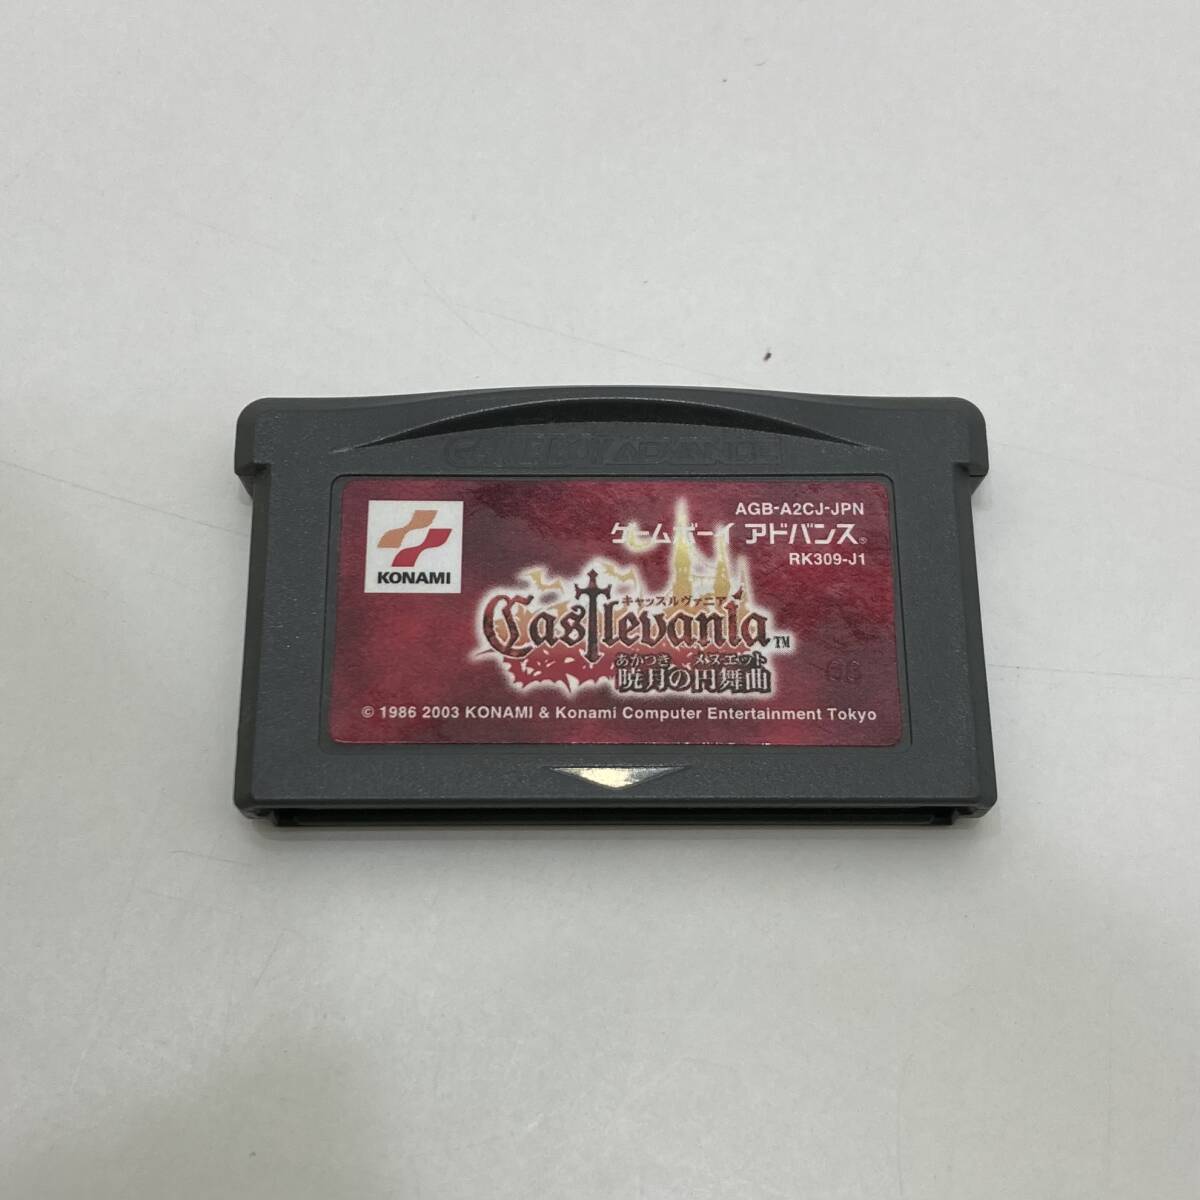 GAME BOY ADVANCE
AGB-A2CJ-JPN
ゲームボーイ アドバンス®
RK309-J1
KONAMI
キャッスルヴァニア
Castlevania™
あかつき メヌエット
暁月の円舞曲
06
© 1986 2003 KONAMI & Konami Computer Entertainment Tokyo